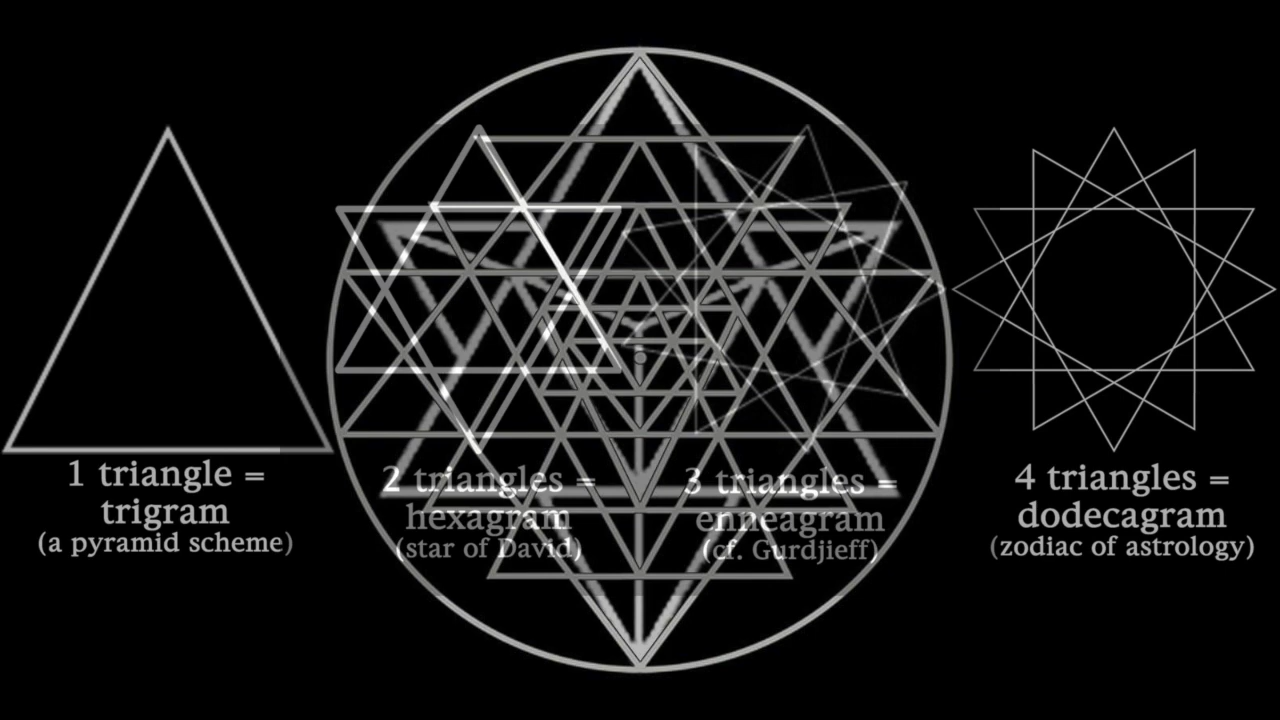 1 triangle =
trigram
(a pyramid scheme)
2 triangles =
hexagram
(star of David)
3 triangles =
enneagram
(cf. Gurdjieff)
4 triangles =
dodecagram
(zodiac of astrology)